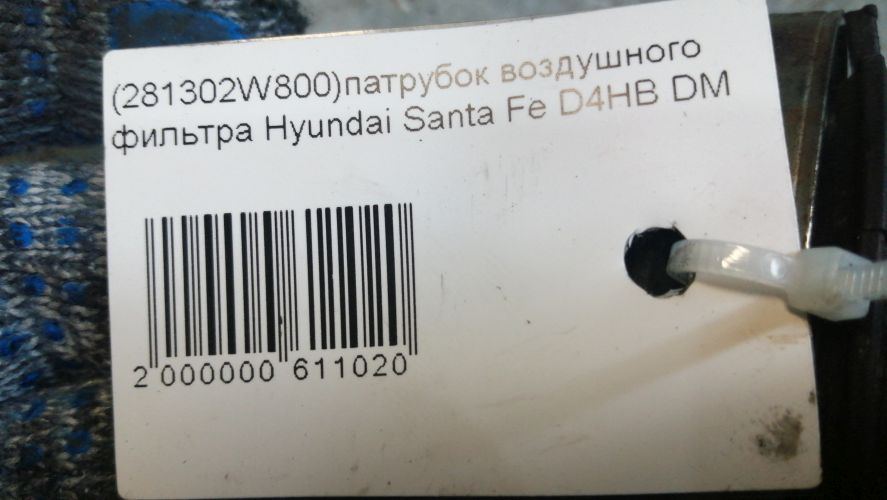 (281302W800)патрубок воздушного
фильтра Hyundai Santa Fe D4HB DM
2 000000 611020